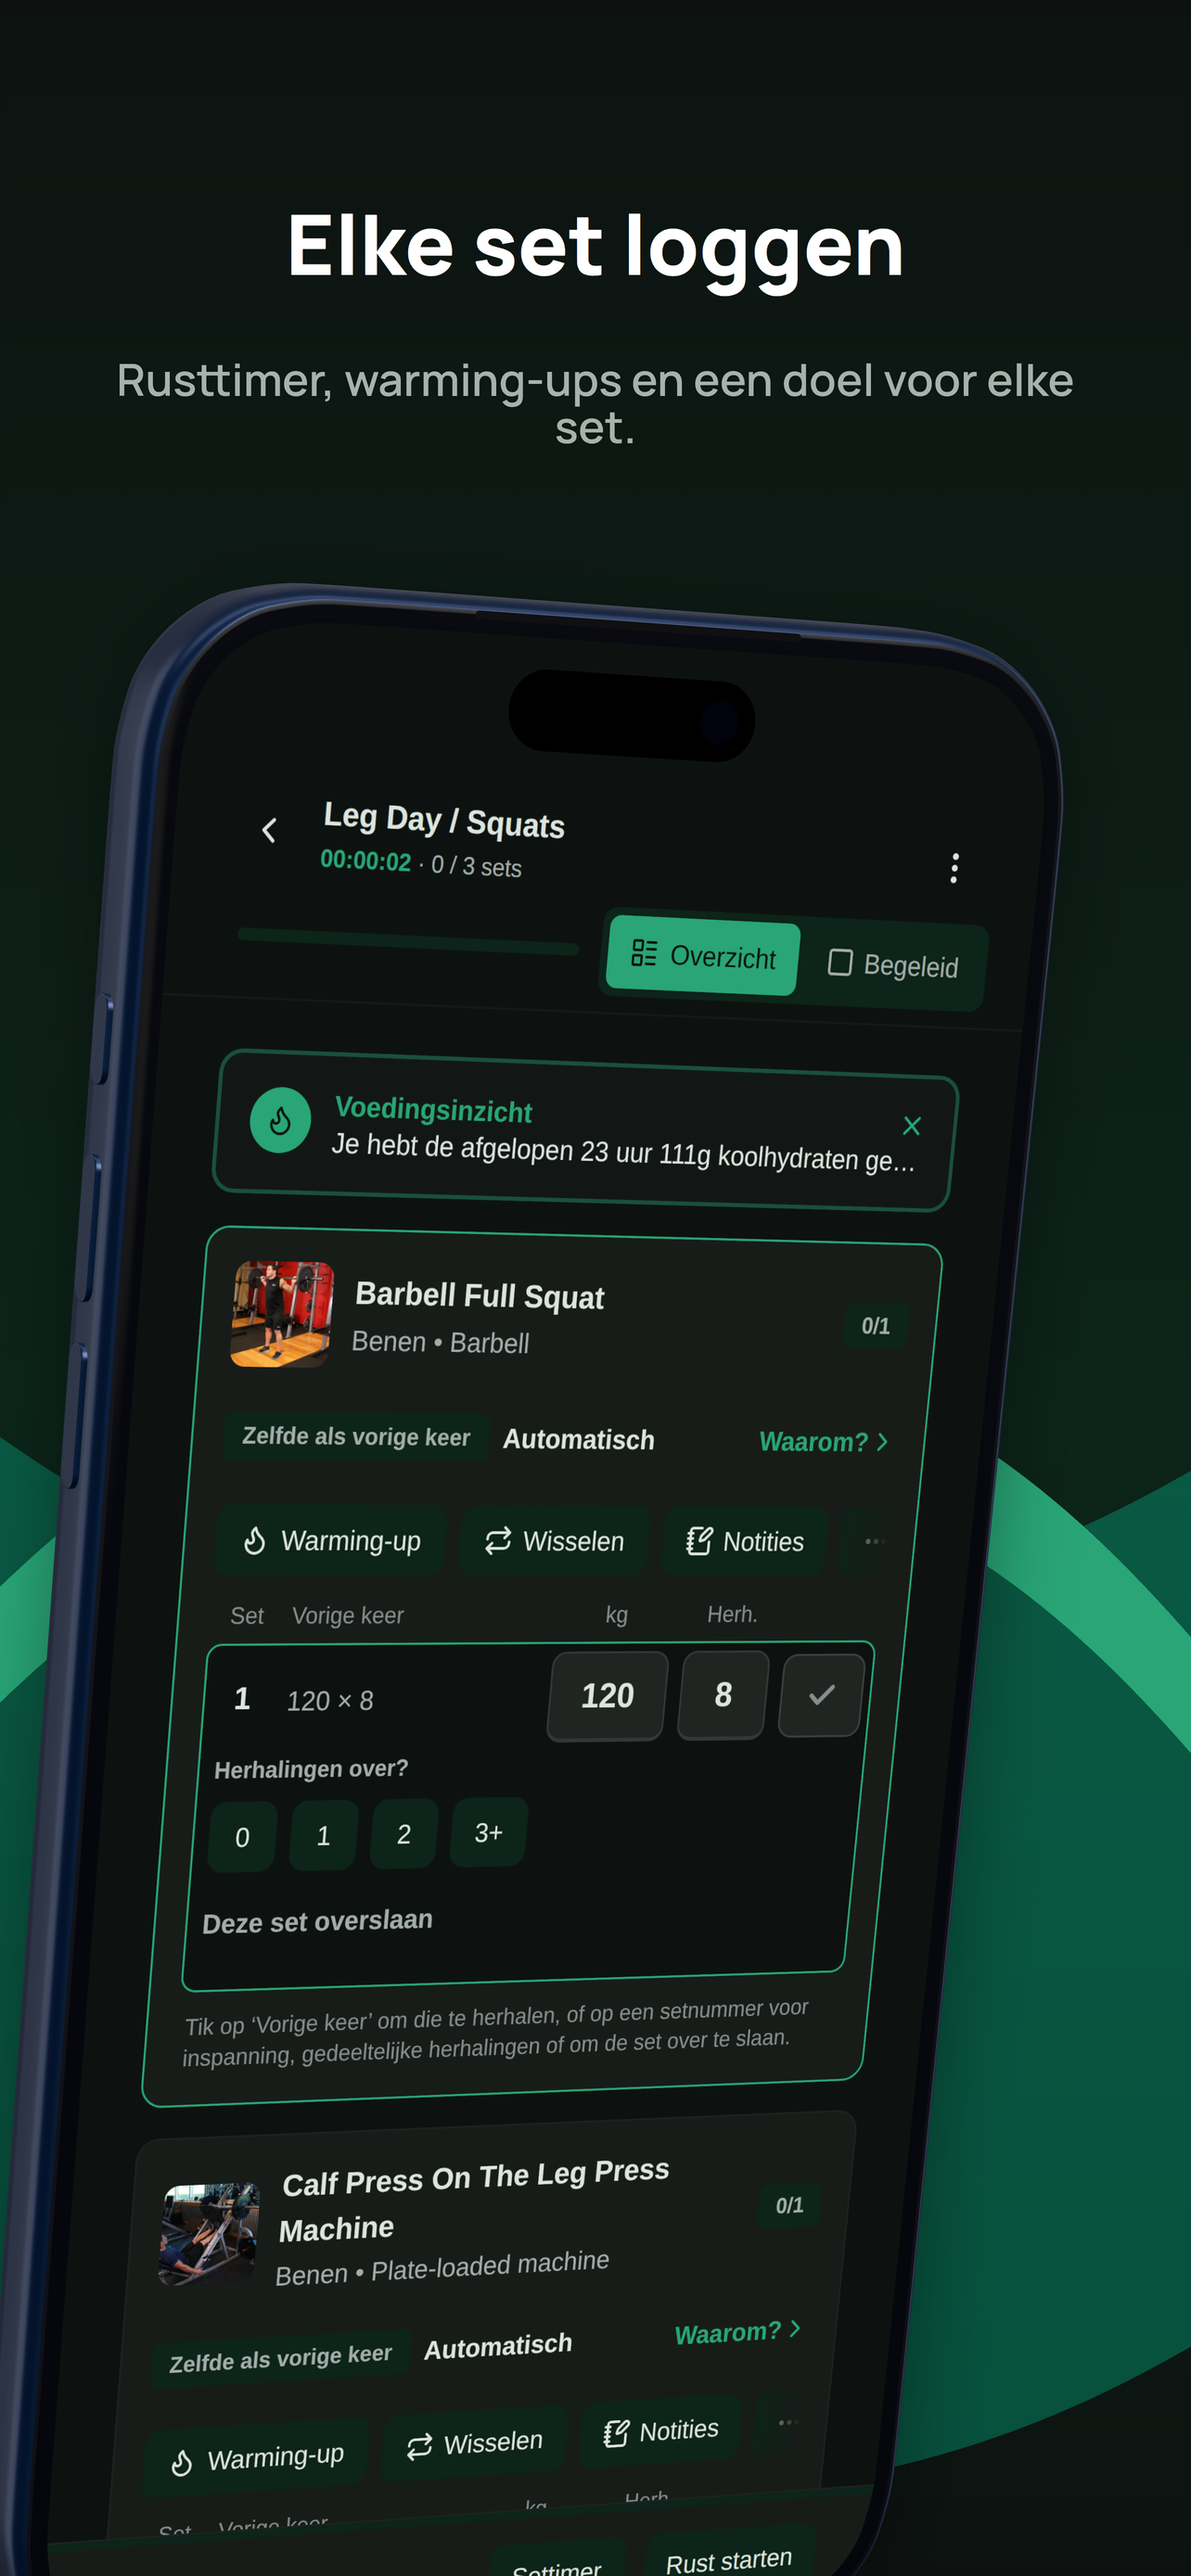 Elke set loggen
Rusttimer, warming-ups en een doel voor elke
set.
Leg Day / Squats
00:00:02 · 0 / 3 sets
Overzicht
Begeleid
Voedingsinzicht
Je hebt de afgelopen 23 uur 111g koolhydraten ge...
Barbell Full Squat
Benen • Barbell
0/1
Zelfde als vorige keer
Automatisch
Waarom?
Warming-up
Wisselen
Notities
Set
Vorige keer
kg
Herh.
1
120 × 8
120
8
Herhalingen over?
0
1
2
3+
Deze set overslaan
Tik op ‘Vorige keer’ om die te herhalen, of op een setnummer voor
inspanning, gedeeltelijke herhalingen of om de set over te slaan.
Calf Press On The Leg Press
Machine
Benen • Plate-loaded machine
0/1
Zelfde als vorige keer
Automatisch
Waarom?
Warming-up
Wisselen
Notities
Set
Vorige keer
kg
Herh.
Settimer
Rust starten